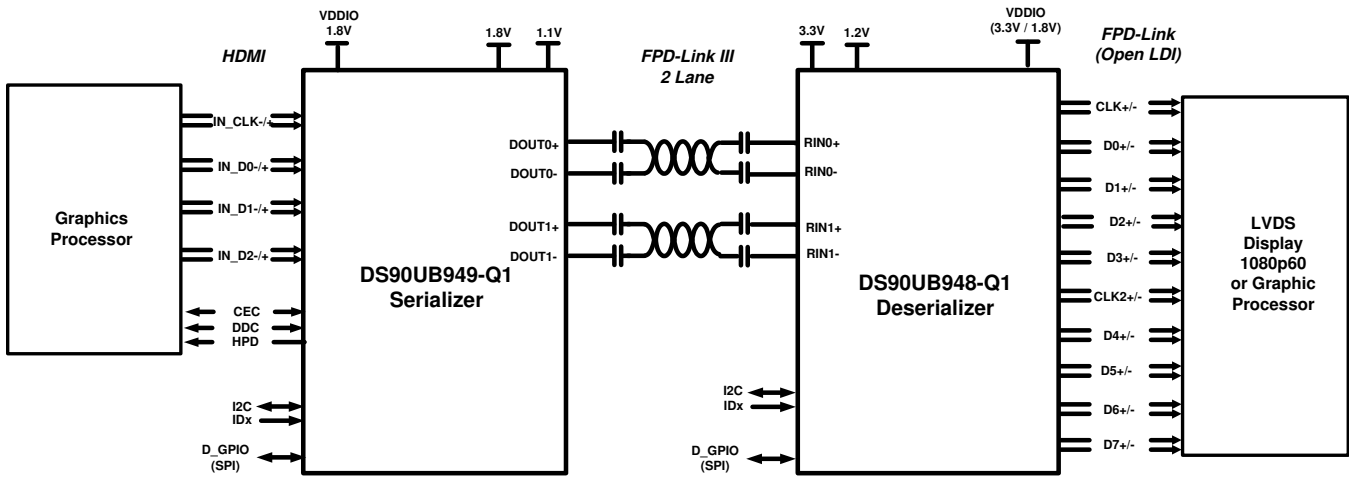 HDMI
VDDIO
1.8V
1.8V
1.1V
FPD-Link III
2 Lane
3.3V
1.2V
VDDIO
(3.3V / 1.8V)
FPD-Link
(Open LDI)
Graphics
Processor
IN_CLK-/+
IN_D0-/+
IN_D1-/+
IN_D2-/+
CEC
DDC
HPD
I2C
IDx
D_GPIO
(SPI)
DS90UB949-Q1
Serializer
DOUT0+
DOUT0-
DOUT1+
DOUT1-
RIN0+
RIN0-
RIN1+
RIN1-
I2C
IDx
D_GPIO
(SPI)
DS90UB948-Q1
Deserializer
CLK+/-
D0+/-
D1+/-
D2+/-
D3+/-
CLK2+/-
D4+/-
D5+/-
D6+/-
D7+/-
LVDS
Display
1080p60
or Graphic
Processor